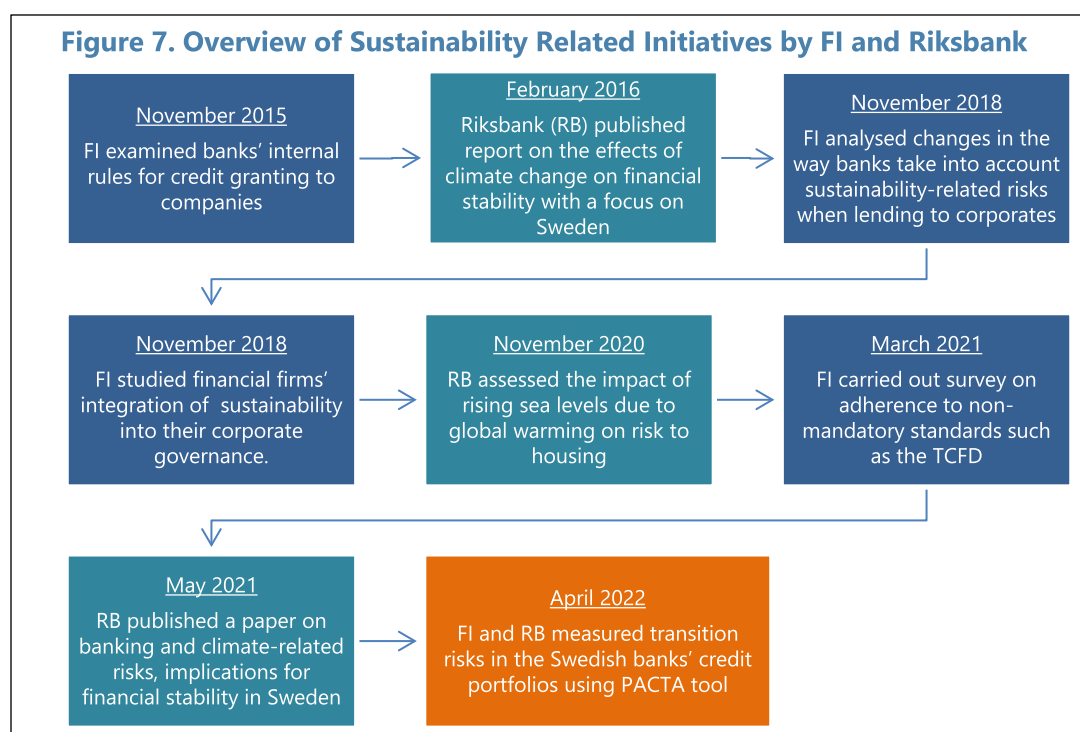 Figure 7. Overview of Sustainability Related Initiatives by FI and Riksbank
November 2015
FI examined banks’ internal
rules for credit granting to
companies
February 2016
Riksbank (RB) published
report on the effects of
climate change on financial
stability with a focus on
Sweden
November 2018
FI analysed changes in the
way banks take into account
sustainability-related risks
when lending to corporates
November 2018
FI studied financial firms’
integration of sustainability
into their corporate
governance.
November 2020
RB assessed the impact of
rising sea levels due to
global warming on risk to
housing
March 2021
FI carried out survey on
adherence to non-
mandatory standards such
as the TCFD
May 2021
RB published a paper on
banking and climate-related
risks, implications for
financial stability in Sweden
April 2022
FI and RB measured transition
risks in the Swedish banks’ credit
portfolios using PACTA tool